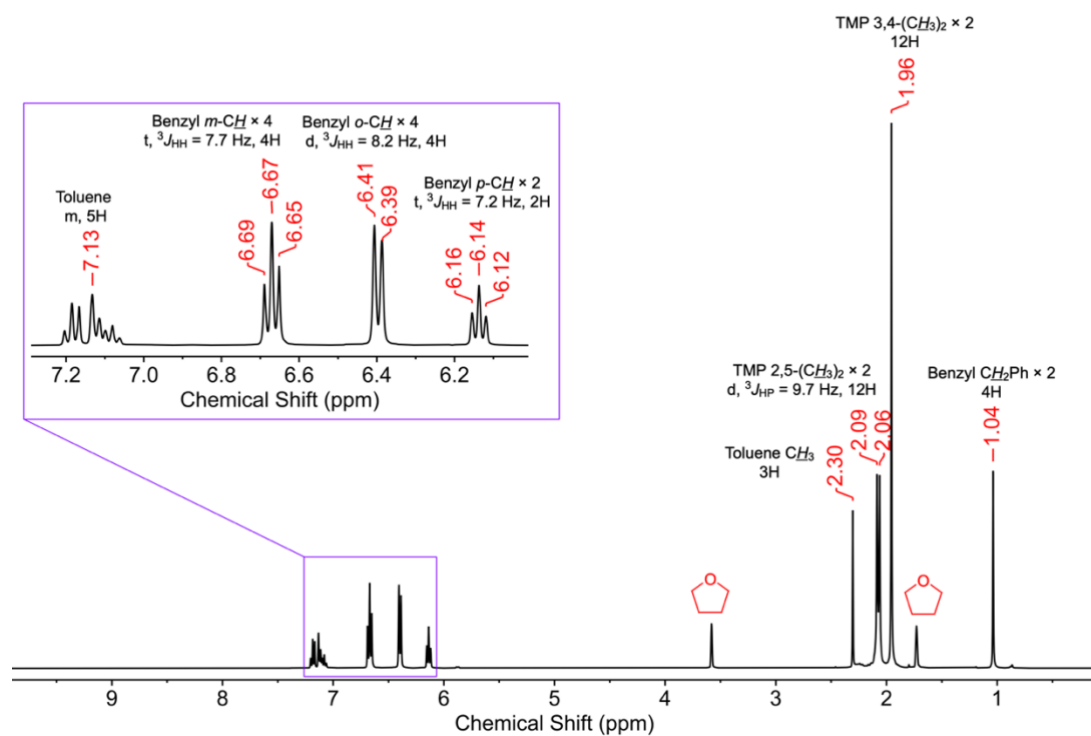 TMP 3,4-(CH₃)₂ × 2
12H
1.96
Benzyl m-CH × 4
t, ³J_HH = 7.7 Hz, 4H
Benzyl o-CH × 4
d, ³J_HH = 8.2 Hz, 4H
Benzyl p-CH × 2
t, ³J_HH = 7.2 Hz, 2H
Toluene
m, 5H
7.13
6.69
6.67
6.65
6.41
6.39
6.16
6.14
6.12
7.2 7.0 6.8 6.6 6.4 6.2
Chemical Shift (ppm)
TMP 2,5-(CH₃)₂ × 2
d, ³J_HP = 9.7 Hz, 12H
2.09
2.06
Benzyl CH₂Ph × 2
4H
1.04
Toluene CH₃
3H
2.30
O
O
9 8 7 6 5 4 3 2 1
Chemical Shift (ppm)